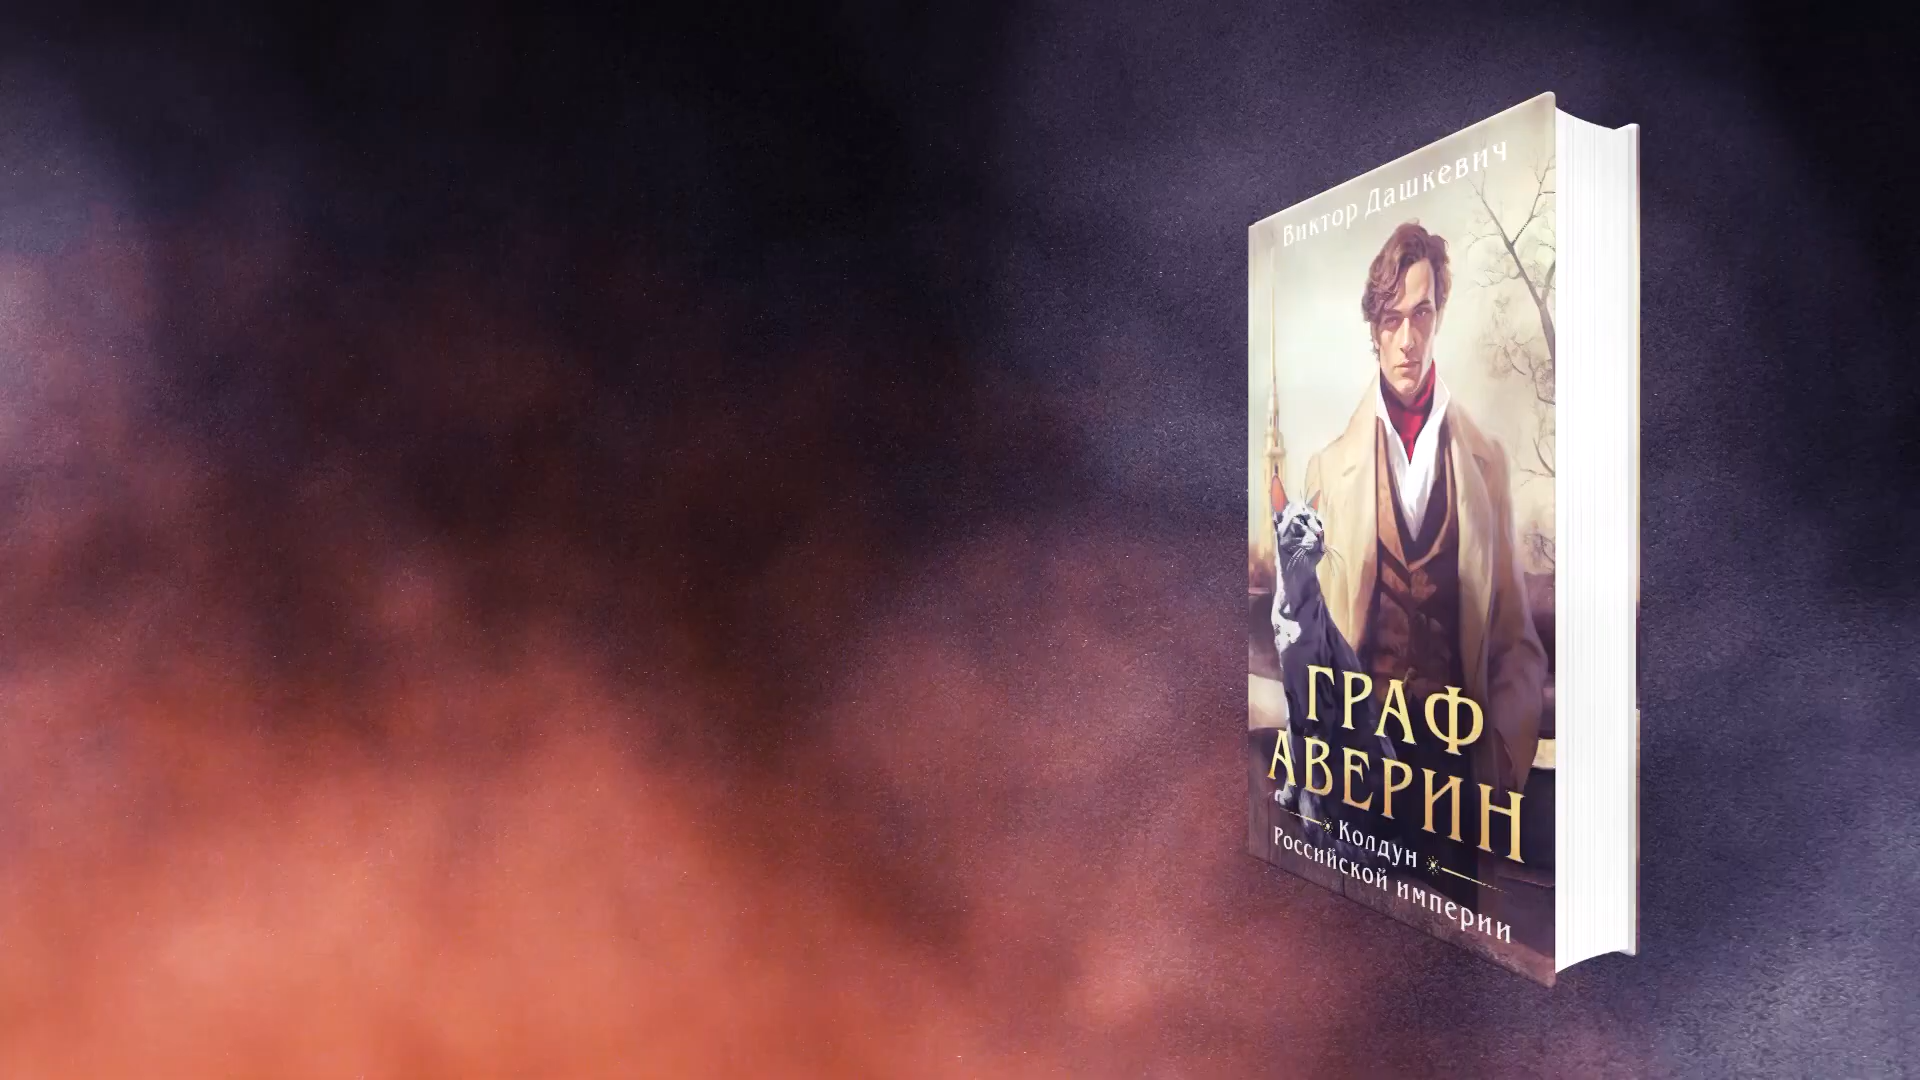 Виктор Дашкевич
ГРАФ
АВЕРИН
Колдун
Российской империи